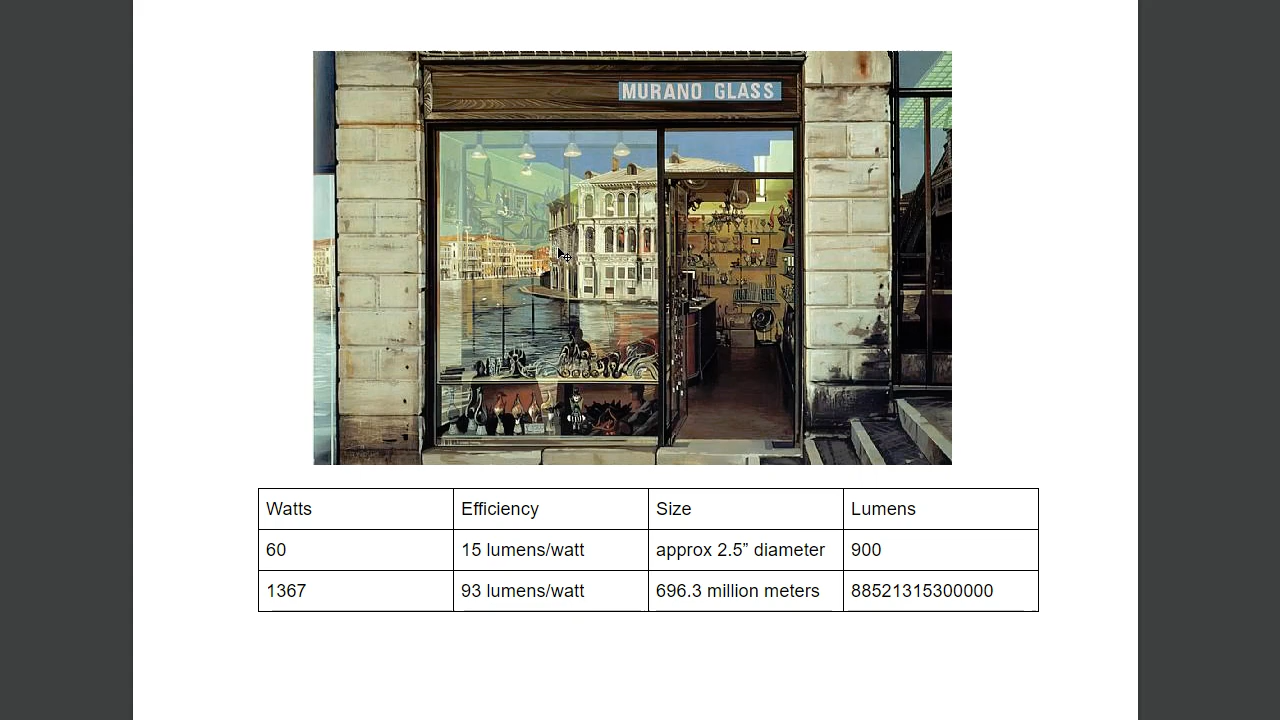 MURANO GLASS
Watts Efficiency Size Lumens
60 15 lumens/watt approx 2.5” diameter 900
1367 93 lumens/watt 696.3 million meters 88521315300000